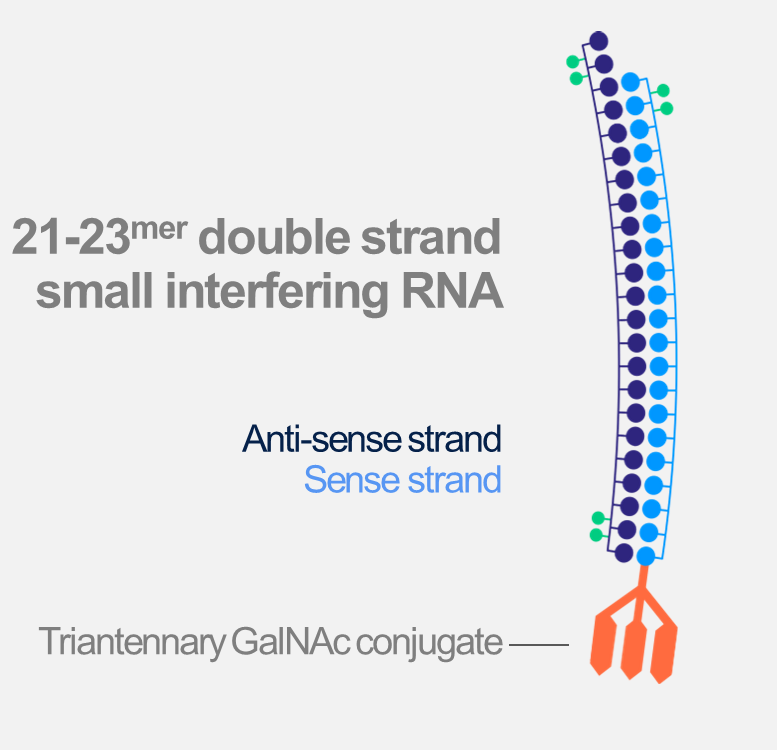 21-23ᵐᵉʳ double strand
small interfering RNA
Anti-sense strand
Sense strand
Triantennary GalNAc conjugate